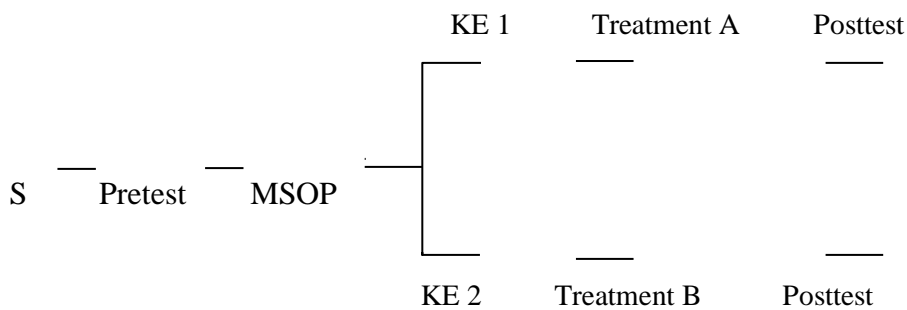 KE 1 Treatment A Posttest
S Pretest MSOP
KE 2 Treatment B Posttest